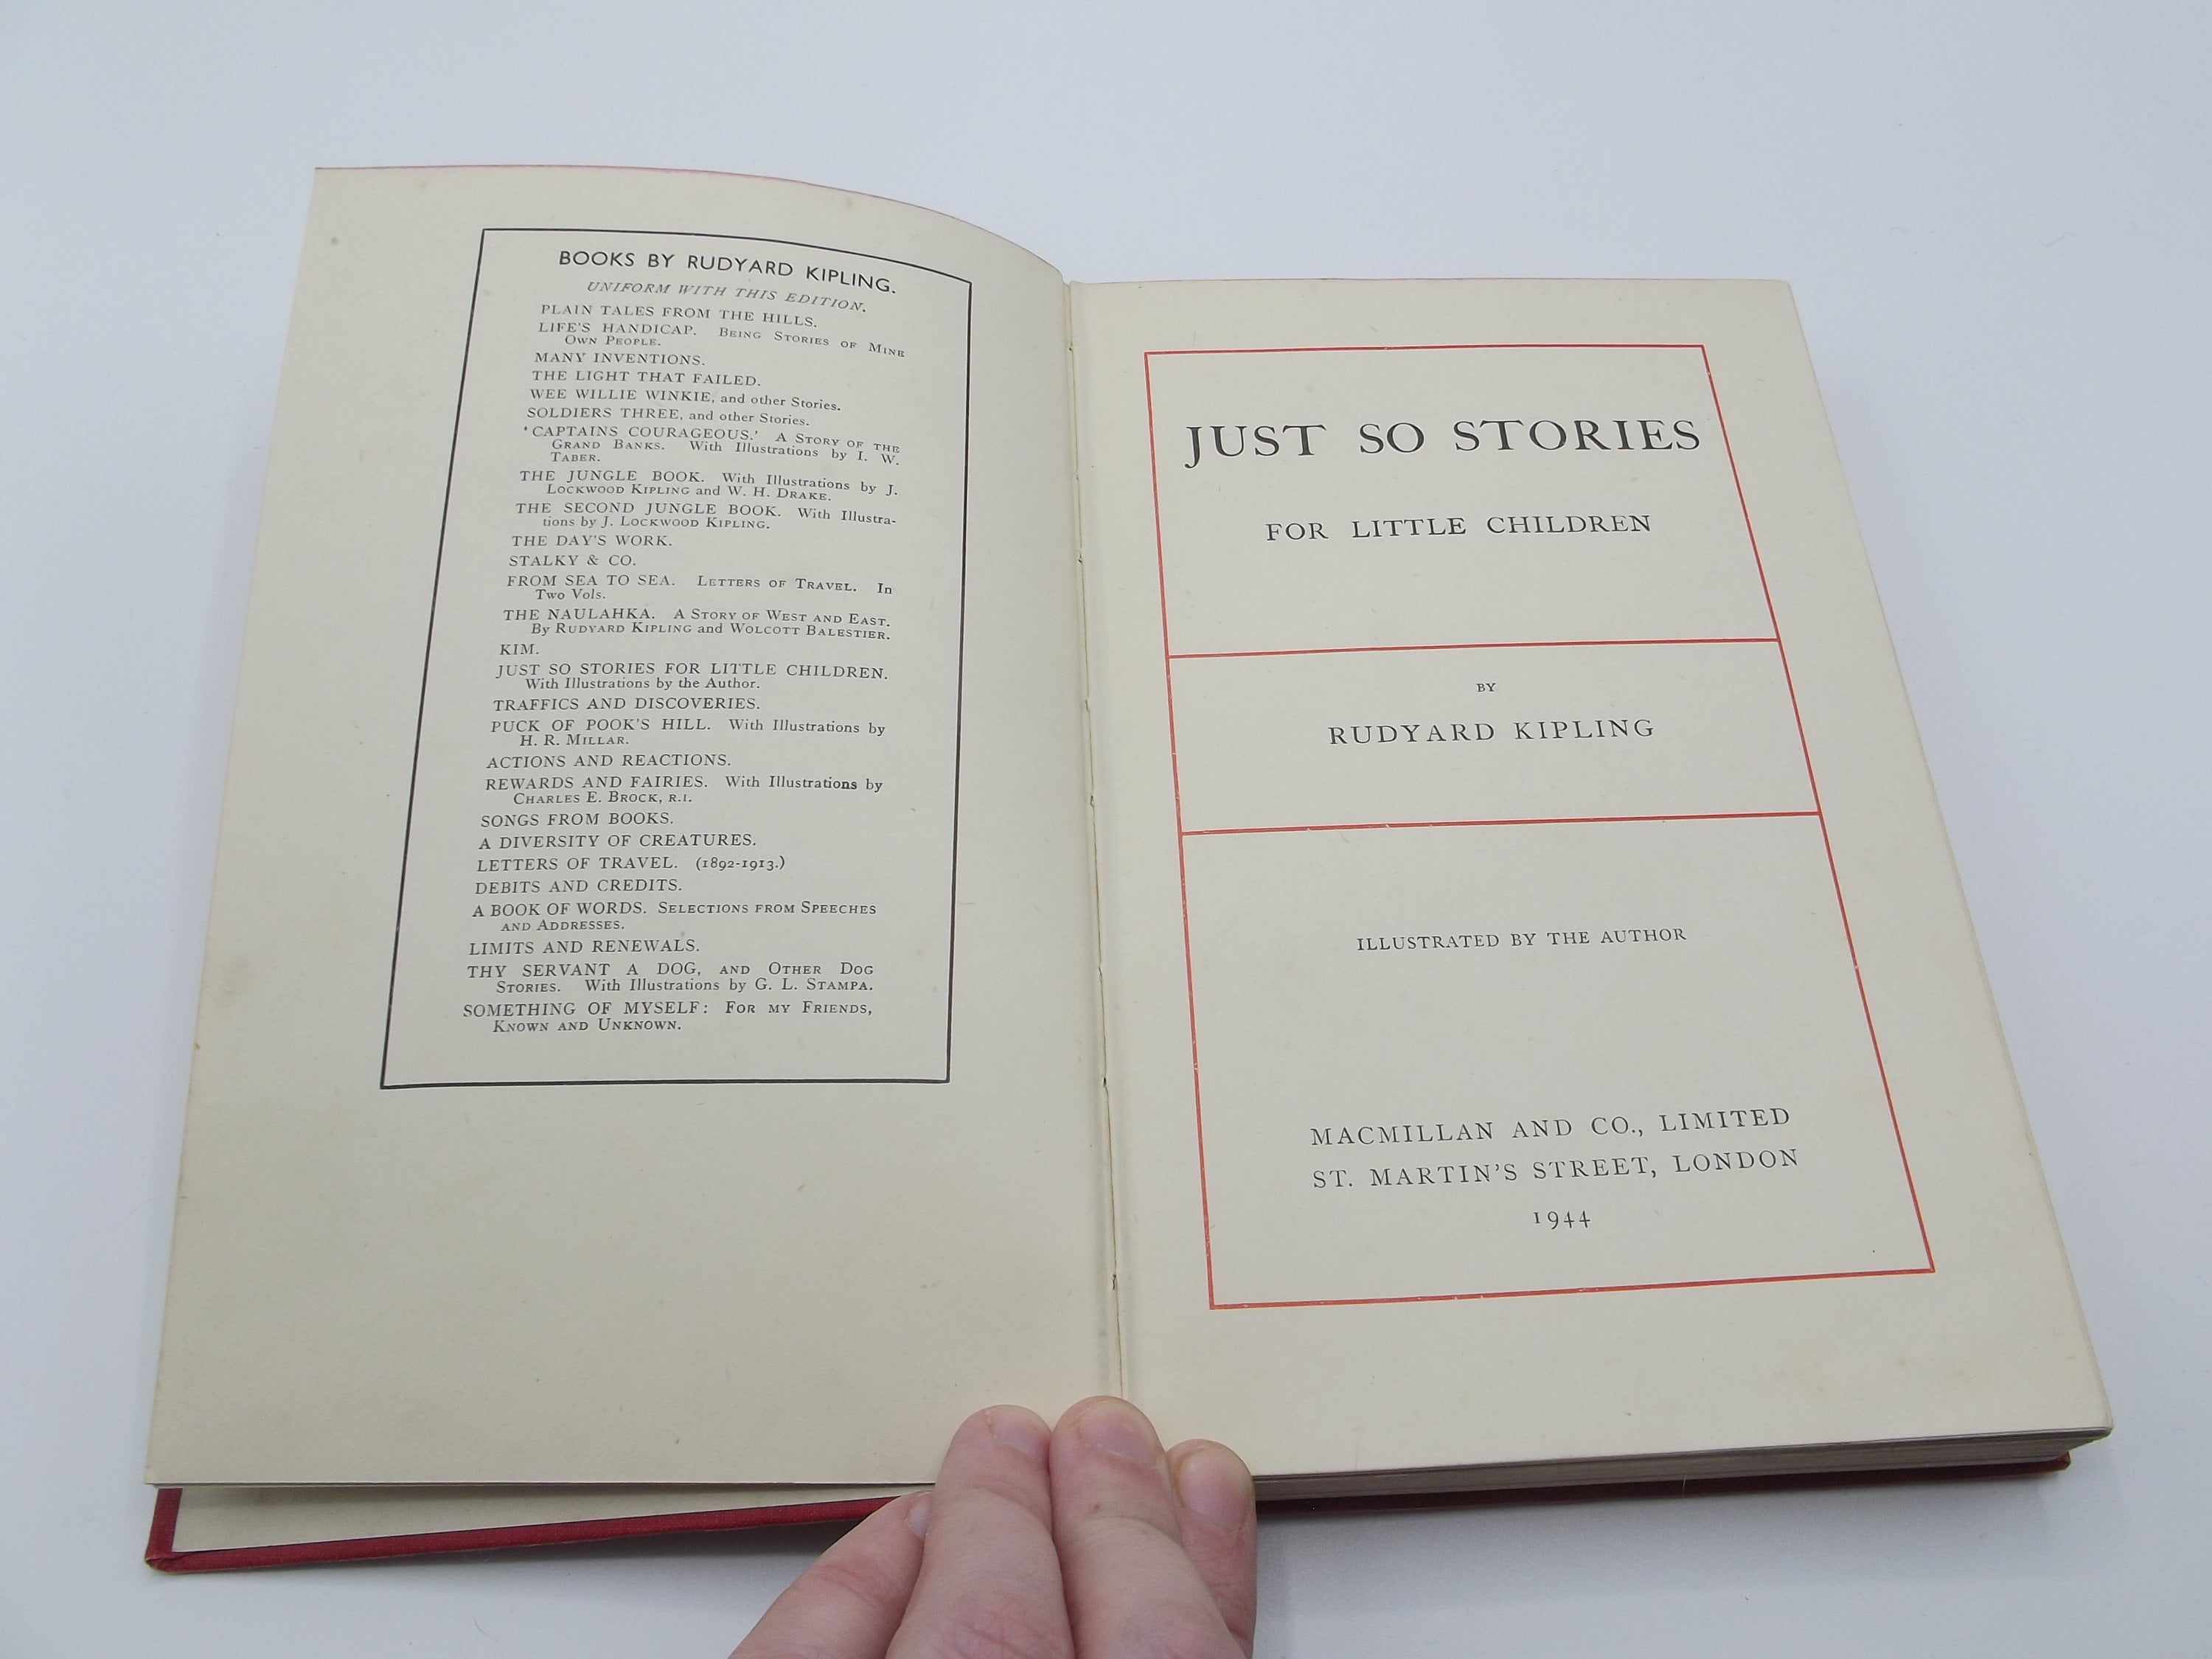 BOOKS BY RUDYARD KIPLING.
UNIFORM WITH THIS EDITION.
PLAIN TALES FROM THE HILLS.
LIFE'S HANDICAP. Being Stories of Mine
Own People.
MANY INVENTIONS.
THE LIGHT THAT FAILED.
WEE WILLIE WINKIE, and other Stories.
SOLDIERS THREE, and other Stories.
'CAPTAINS COURAGEOUS.' A Story of the
Grand Banks. With Illustrations by I. W.
Taber.
THE JUNGLE BOOK. With Illustrations by J.
Lockwood Kipling and W. H. Drake.
THE SECOND JUNGLE BOOK. With Illustra-
tions by J. Lockwood Kipling.
THE DAY'S WORK.
STALKY & CO.
FROM SEA TO SEA. Letters of Travel. In
Two Vols.
THE NAULAHKA. A Story of West and East.
By Rudyard Kipling and Wolcott Balestier.
KIM.
JUST SO STORIES FOR LITTLE CHILDREN.
With Illustrations by the Author.
TRAFFICS AND DISCOVERIES.
PUCK OF POOK'S HILL. With Illustrations by
H. R. Millar.
ACTIONS AND REACTIONS.
REWARDS AND FAIRIES. With Illustrations by
Charles E. Brock, R.I.
SONGS FROM BOOKS.
A DIVERSITY OF CREATURES.
LETTERS OF TRAVEL. (1892-1913.)
DEBITS AND CREDITS.
A BOOK OF WORDS. Selections from Speeches
and Addresses.
LIMITS AND RENEWALS.
THY SERVANT A DOG, and Other Dog
Stories. With Illustrations by G. L. Stampa.
SOMETHING OF MYSELF: For my Friends,
Known and Unknown.
JUST SO STORIES
FOR LITTLE CHILDREN
BY
RUDYARD KIPLING
ILLUSTRATED BY THE AUTHOR
MACMILLAN AND CO., LIMITED
ST. MARTIN'S STREET, LONDON
1944